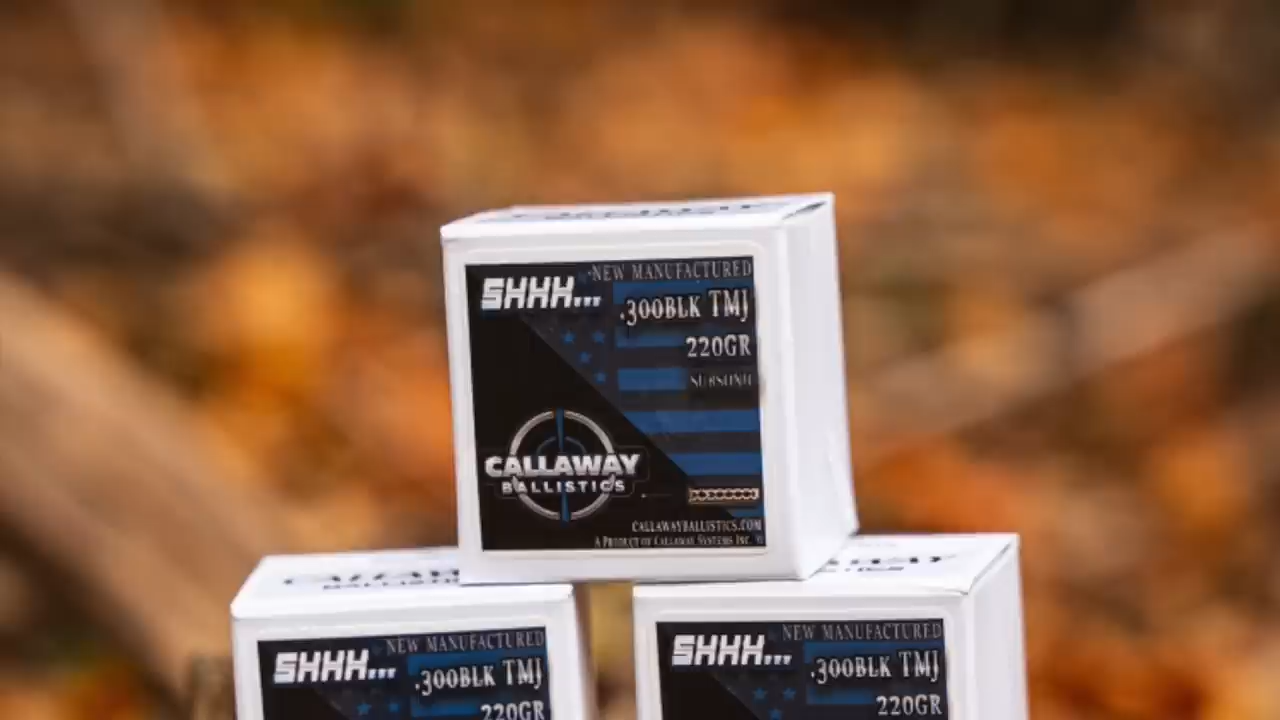 SHHH...
NEW MANUFACTURED
.300BLK TMJ
220GR
SUBSONIC
CALLAWAY
BALLISTICS
CALLAWAYBALLISTICS.COM
A PRODUCT OF CALLAWAY SYSTEMS INC.
SHHH...
NEW MANUFACTURED
.300BLK TMJ
220GR
SHHH...
NEW MANUFACTURED
.300BLK TMJ
220GR